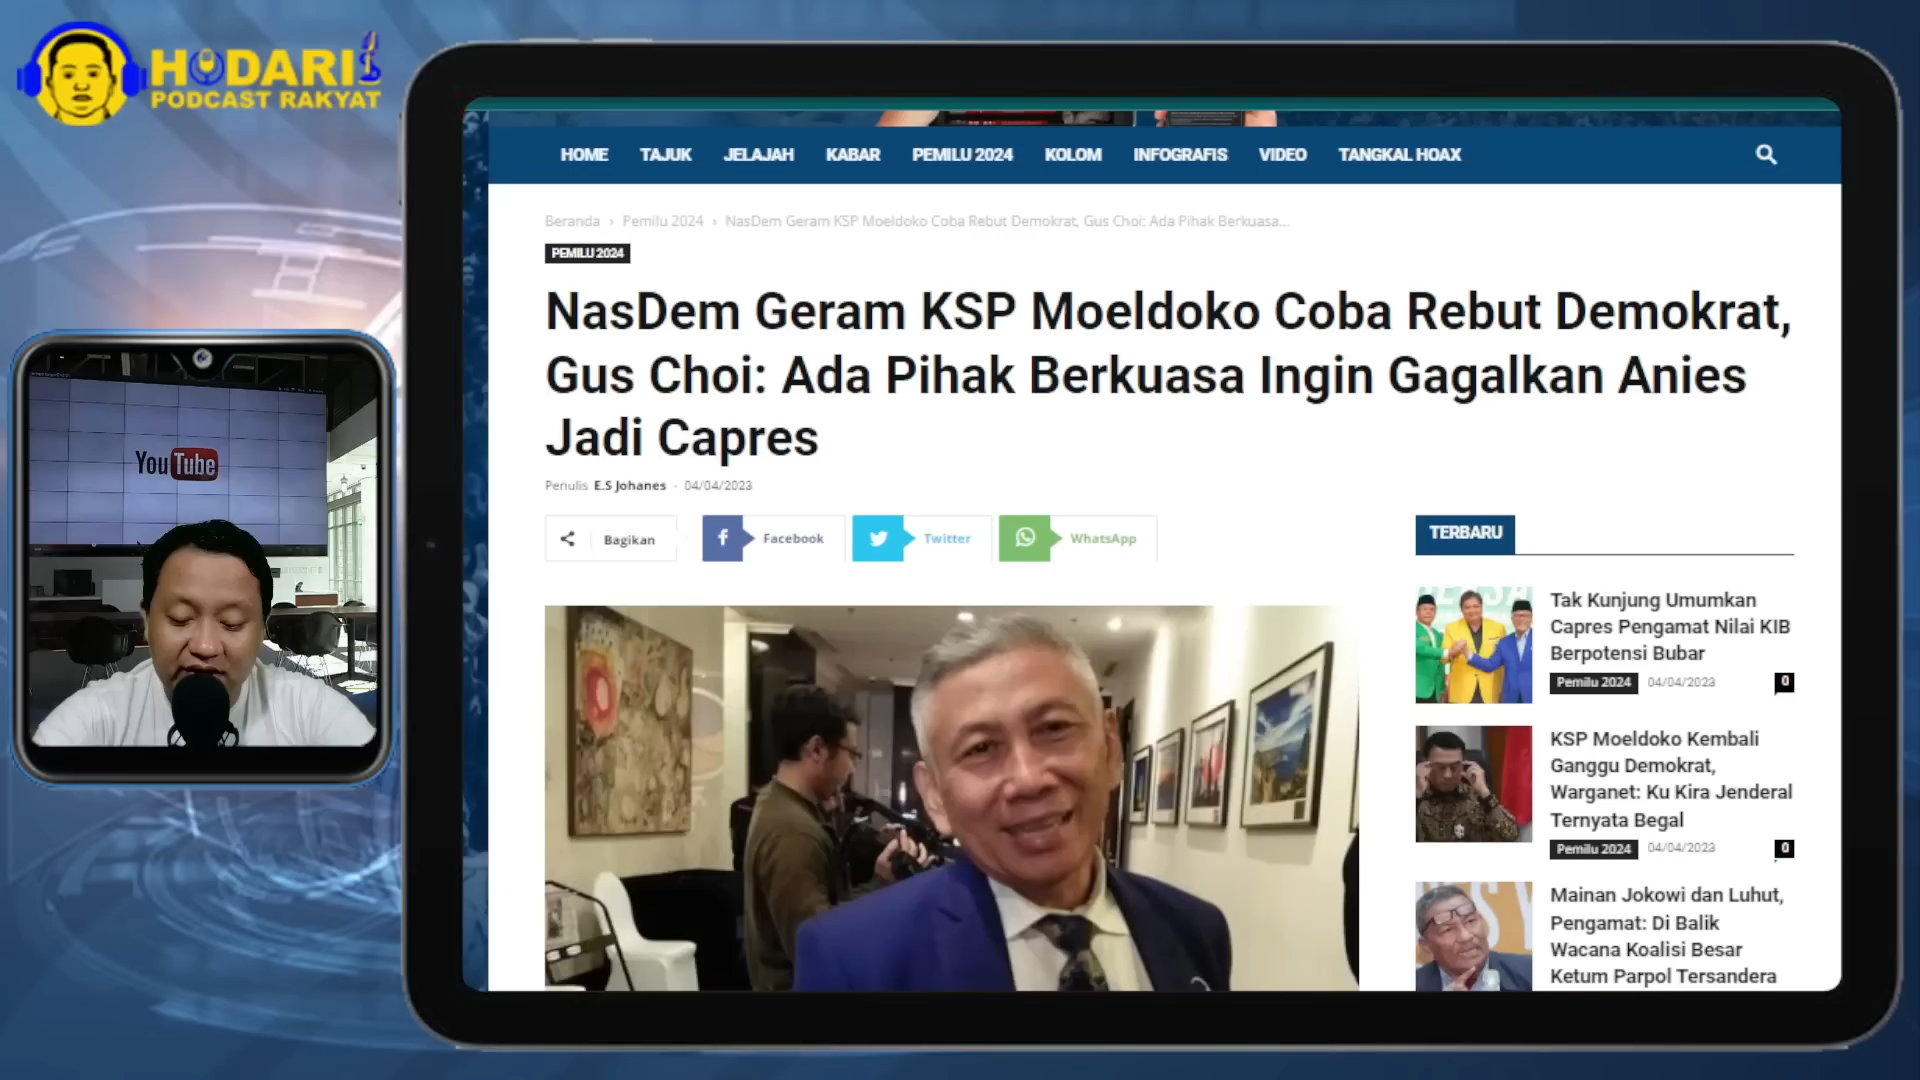 HODARI
PODCAST RAKYAT
YouTube
HOME TAJUK JELAJAH KABAR PEMILU 2024 KOLOM INFOGRAFIS VIDEO TANGKAL HOAX
Beranda › Pemilu 2024 › NasDem Geram KSP Moeldoko Coba Rebut Demokrat, Gus Choi: Ada Pihak Berkuasa...
PEMILU 2024
NasDem Geram KSP Moeldoko Coba Rebut Demokrat,
Gus Choi: Ada Pihak Berkuasa Ingin Gagalkan Anies
Jadi Capres
Penulis E.S Johanes - 04/04/2023
Bagikan
Facebook
Twitter
WhatsApp
TERBARU
Tak Kunjung Umumkan
Capres Pengamat Nilai KIB
Berpotensi Bubar
Pemilu 2024 04/04/2023 0
KSP Moeldoko Kembali
Ganggu Demokrat,
Warganet: Ku Kira Jenderal
Ternyata Begal
Pemilu 2024 04/04/2023 0
Mainan Jokowi dan Luhut,
Pengamat: Di Balik
Wacana Koalisi Besar
Ketum Parpol Tersandera